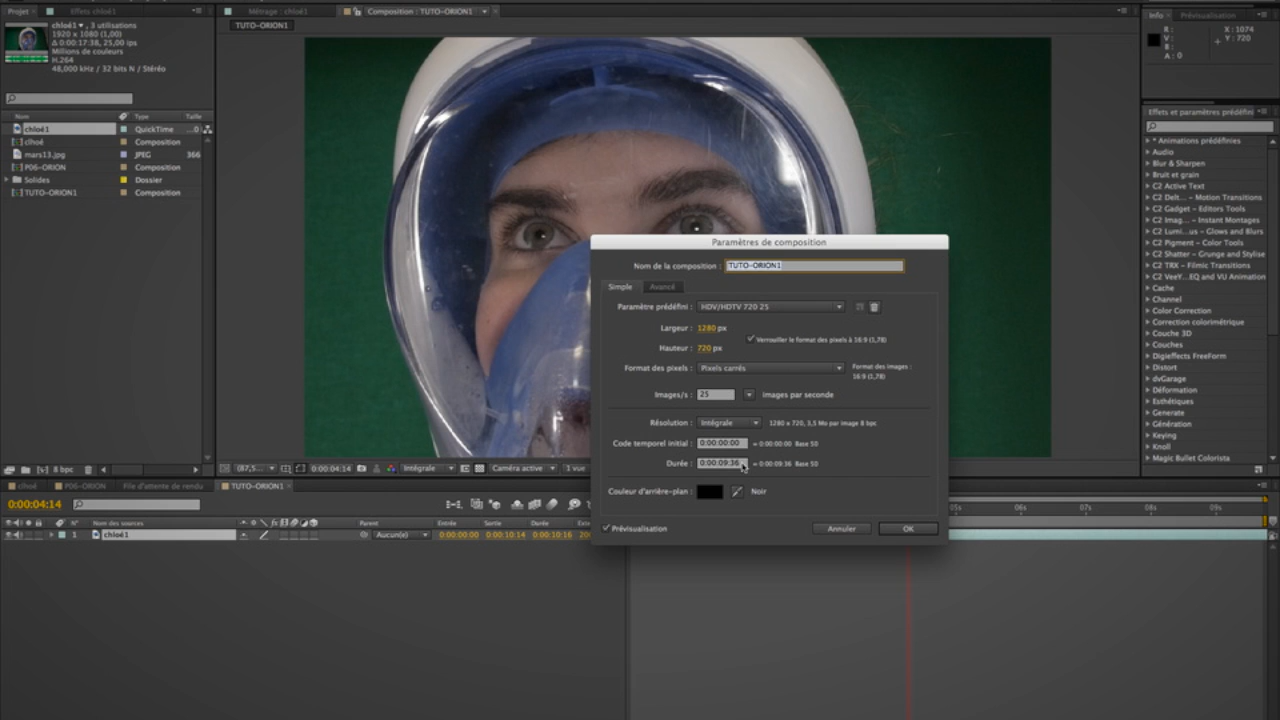 Projet
Effets chloé1
chloé1 ▾ , 3 utilisations
1920 x 1080 (1,00)
Δ 0:00:17:38, 25,00 ips
Millions de couleurs
H.264
48,000 kHz / 32 bits N / Stéréo
Nom Type Taille
chloé1 QuickTime ...0
clhoé Composition
mars13.jpg JPEG 366
P06-ORION Composition
Solides Dossier
TUTO-ORION1 Composition
8 bpc
Métrage : chloé1
Composition : TUTO-ORION1
TUTO-ORION1
(87,5... 0:00:04:14 Intégrale Caméra active 1 vue
Info Prévisualisation
R :
V :
B :
A : 0
X : 1074
Y : 720
Effets et paramètres prédéfini
* Animations prédéfinies
Audio
Blur & Sharpen
Bruit et grain
C2 Active Text
C2 Delt... – Motion Transitions
C2 Gadget – Editors Tools
C2 Imag... – Instant Montages
C2 Lumi...us – Glows and Blurs
C2 Pigment – Color Tools
C2 Shatter – Grunge and Stylise
C2 TRX – Filmic Transitions
C2 VeeY...EQ and VU Animation
Cache
Channel
Color Correction
Correction colorimétrique
Couche 3D
Couches
Digieffects FreeForm
Distort
dvGarage
Déformation
Esthétiques
Generate
Génération
Keying
Knoll
Magic Bullet Colorista
Paramètres de composition
Nom de la composition : TUTO-ORION1
Simple Avancé
Paramètre prédéfini : HDV/HDTV 720 25
Largeur : 1280 px
Verrouiller le format des pixels à 16:9 (1,78)
Hauteur : 720 px
Format des pixels : Pixels carrés
Format des images :
16:9 (1,78)
Images/s : 25 Images par seconde
Résolution : Intégrale 1280 x 720, 3,5 Mo par image 8 bpc
Code temporel initial : 0:00:00:00 = 0:00:00:00 Base 50
Durée : 0:00:09:36 = 0:00:09:36 Base 50
Couleur d'arrière-plan : Noir
Prévisualisation Annuler OK
clhoé P06-ORION File d'attente de rendu TUTO-ORION1
0:00:04:14
N° Nom des sources Parent Entrée Sortie Durée Exte
1 chloé1 Aucun(e) 0:00:00:00 0:00:10:14 0:00:10:16 200
05s 06s 07s 08s 09s